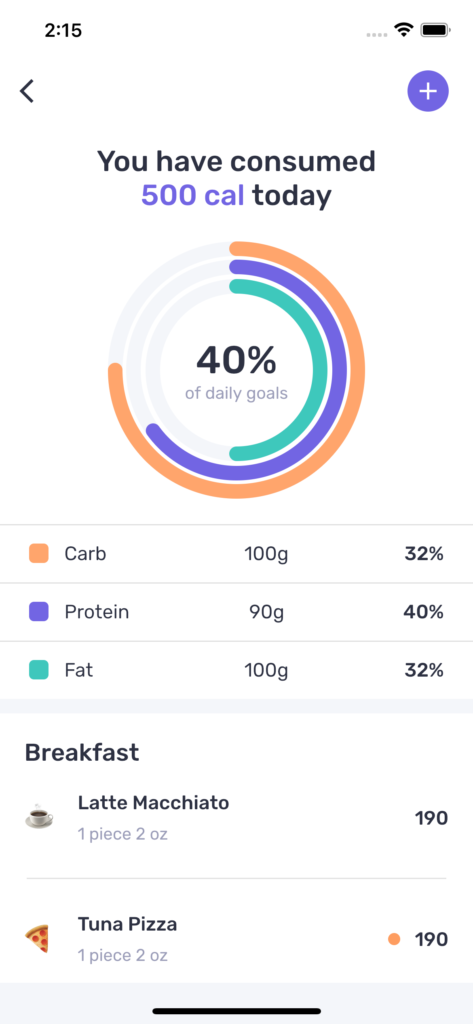 2:15
You have consumed
500 cal today
40%
of daily goals
Carb 100g 32%
Protein 90g 40%
Fat 100g 32%
Breakfast
Latte Macchiato
1 piece 2 oz
190
Tuna Pizza
1 piece 2 oz
190